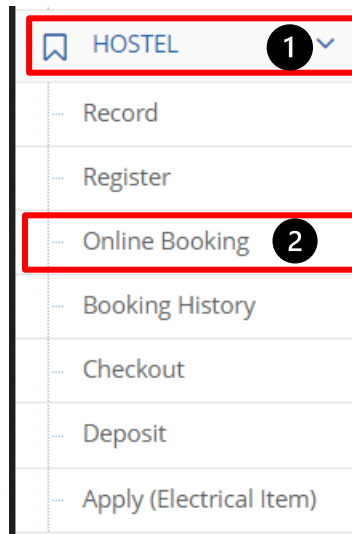 HOSTEL 1
Record
Register
Online Booking 2
Booking History
Checkout
Deposit
Apply (Electrical Item)